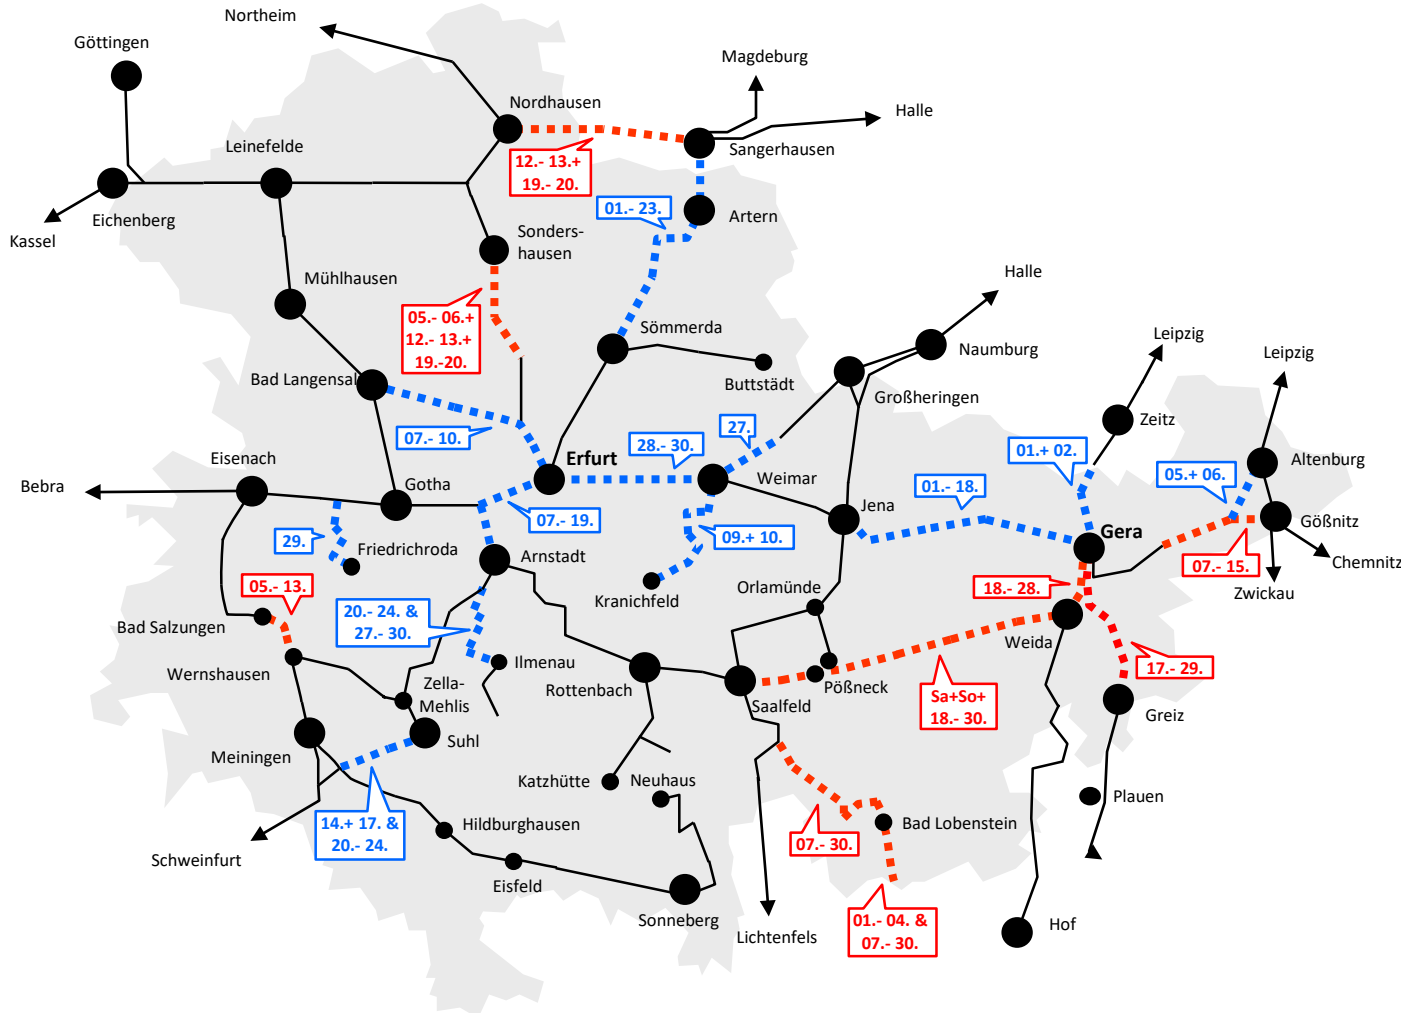 Northeim
Göttingen
Magdeburg
Nordhausen
Halle
Leinefelde
Sangerhausen
12.- 13.+
19.- 20.
01.- 23.
Eichenberg
Artern
Kassel
Sonders-
hausen
Mühlhausen
Halle
05.- 06.+
12.- 13.+
19.-20.
Sömmerda
Naumburg
Leipzig
Leipzig
Bad Langensal
Buttstädt
Großheringen
Zeitz
07.- 10.
27.
28.- 30.
01.+ 02.
Eisenach
Erfurt
Altenburg
Bebra
Gotha
Weimar
05.+ 06.
01.- 18.
Jena
07.- 19.
Gößnitz
29.
09.+ 10.
Gera
Friedrichroda
Arnstadt
Chemnitz
07.- 15.
05.- 13.
Orlamünde
18.- 28.
Zwickau
Kranichfeld
20.- 24. &
27.- 30.
Bad Salzungen
Weida
Ilmenau
Wernshausen
Rottenbach
Pößneck
17.- 29.
Zella-
Mehlis
Sa+So+
18.- 30.
Saalfeld
Greiz
Suhl
Meiningen
Katzhütte
Neuhaus
Plauen
14.+ 17. &
20.- 24.
Hildburghausen
Bad Lobenstein
07.- 30.
Schweinfurt
Eisfeld
Sonneberg
01.- 04. &
07.- 30.
Hof
Lichtenfels